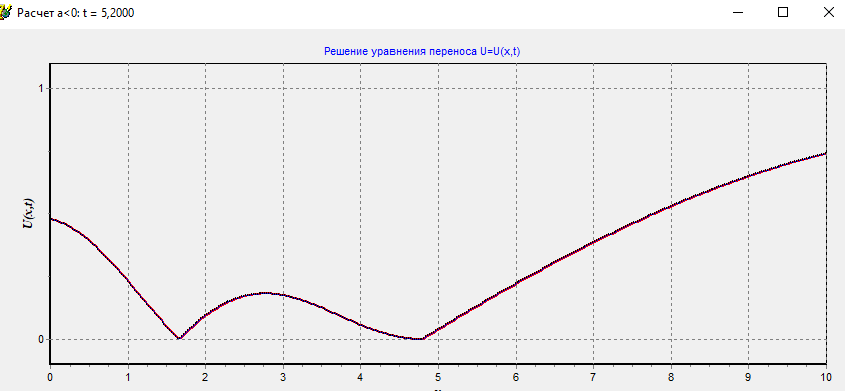 Расчет a<0: t = 5,2000
Решение уравнения переноса U=U(x,t)
1
U(x,t)
0
0 1 2 3 4 5 6 7 8 9 10